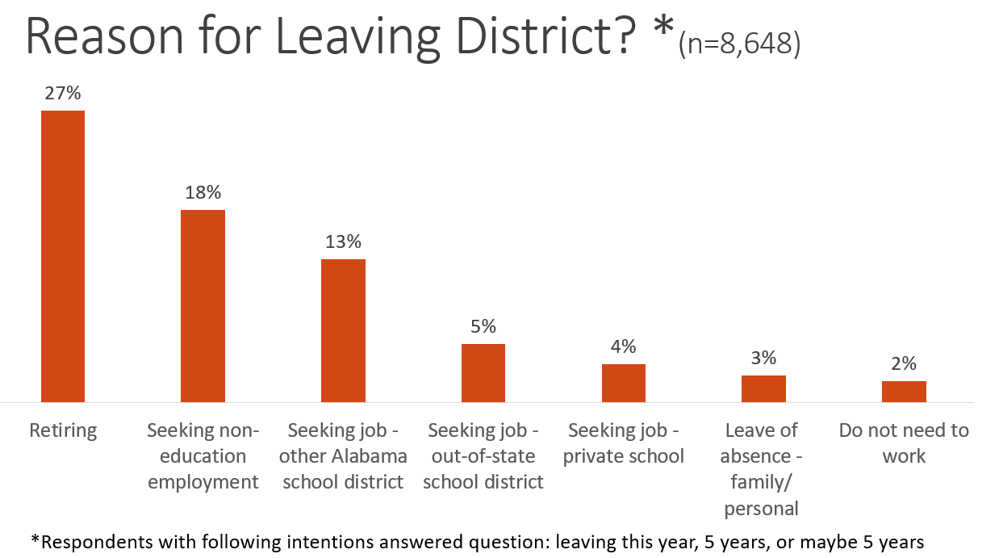 Reason for Leaving District? *(n=8,648)
27%
18%
13%
5%
4%
3%
2%
Retiring
Seeking non-
education
employment
Seeking job -
other Alabama
school district
Seeking job -
out-of-state
school district
Seeking job -
private school
Leave of
absence -
family/
personal
Do not need to
work
*Respondents with following intentions answered question: leaving this year, 5 years, or maybe 5 years